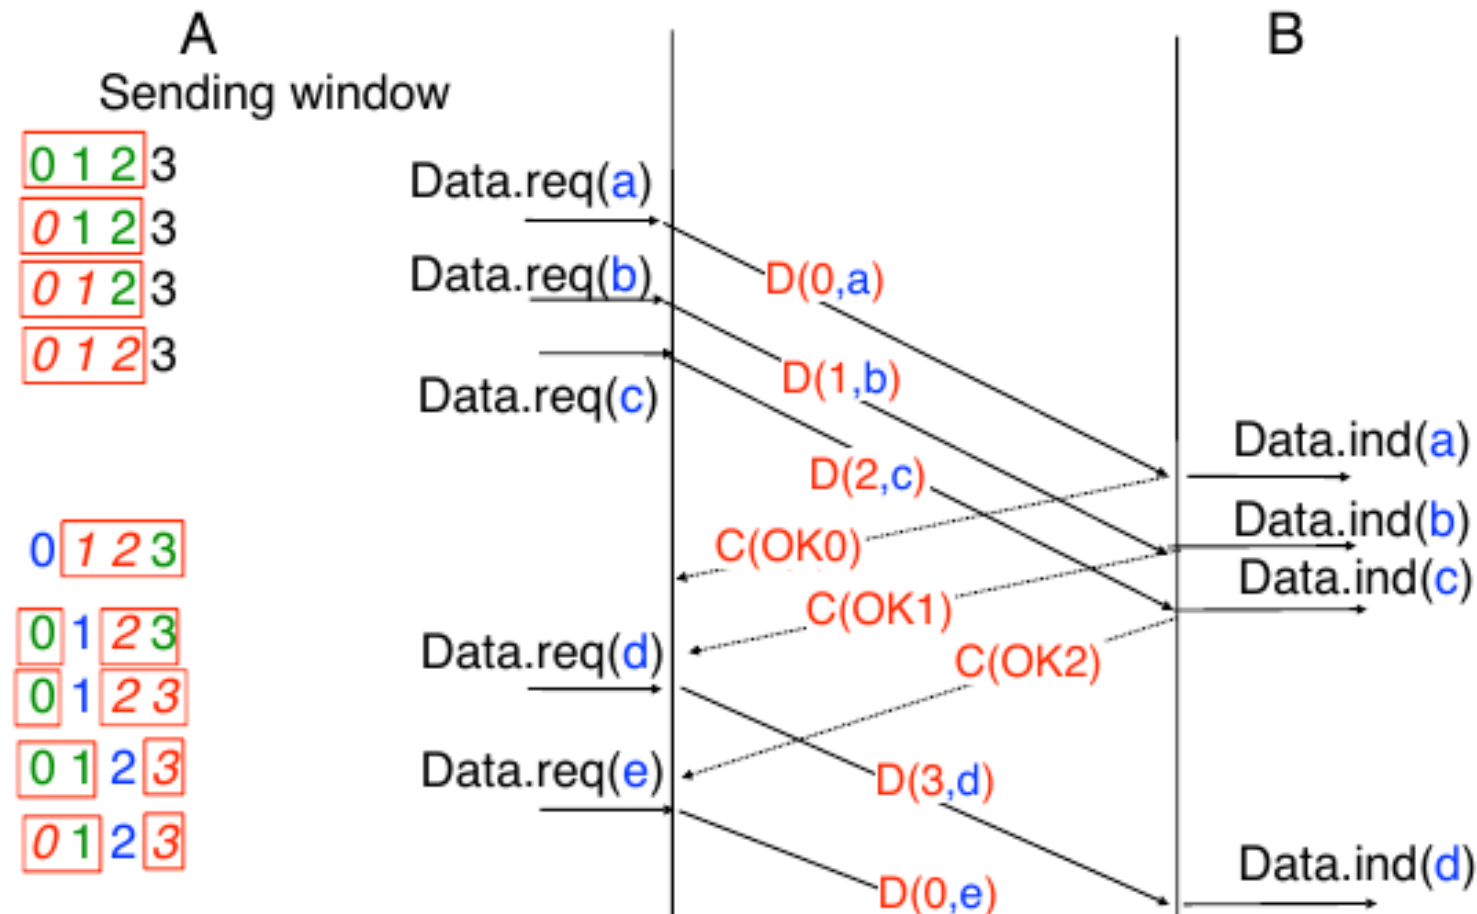 A
B
Sending window
0 1 2 3
Data.req(a)
0 1 2 3
Data.req(b)
D(0,a)
0 1 2 3
0 1 2 3
D(1,b)
Data.req(c)
Data.ind(a)
D(2,c)
Data.ind(b)
0 1 2 3
C(OK0)
Data.ind(c)
C(OK1)
0 1 2 3
Data.req(d)
C(OK2)
0 1 2 3
0 1 2 3
Data.req(e)
D(3,d)
0 1 2 3
Data.ind(d)
D(0,e)